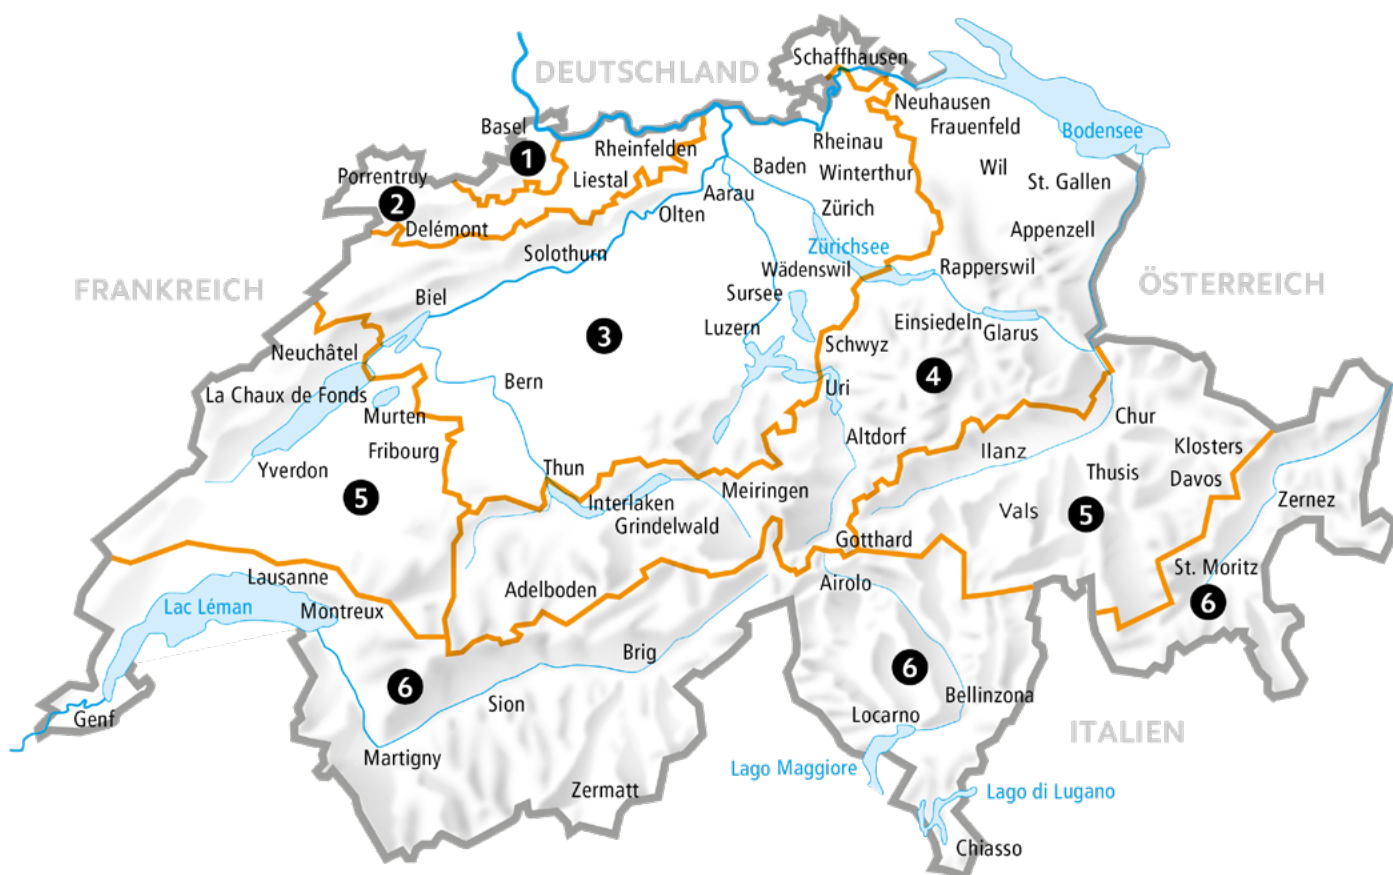 Schaffhausen
DEUTSCHLAND
Neuhausen
Basel
Frauenfeld
Bodensee
1
Rheinfelden
Rheinau
Baden
Wil
Winterthur
Porrentruy
Liestal
St. Gallen
2
Aarau
Zürich
Olten
Delémont
Appenzell
Solothurn
Zürichsee
Wädenswil
Rapperswil
FRANKREICH
ÖSTERREICH
Biel
Sursee
Einsiedeln
Luzern
Glarus
3
Schwyz
Neuchâtel
4
Bern
Uri
La Chaux de Fonds
Murten
Chur
Altdorf
Klosters
Fribourg
Ilanz
Yverdon
Thun
Thusis
Davos
Meiringen
5
Interlaken
Zernez
Vals
5
Grindelwald
Gotthard
St. Moritz
Lausanne
Airolo
Adelboden
6
Lac Léman
Montreux
Brig
6
6
Bellinzona
Sion
Locarno
Genf
ITALIEN
Martigny
Lago Maggiore
Zermatt
Lago di Lugano
Chiasso